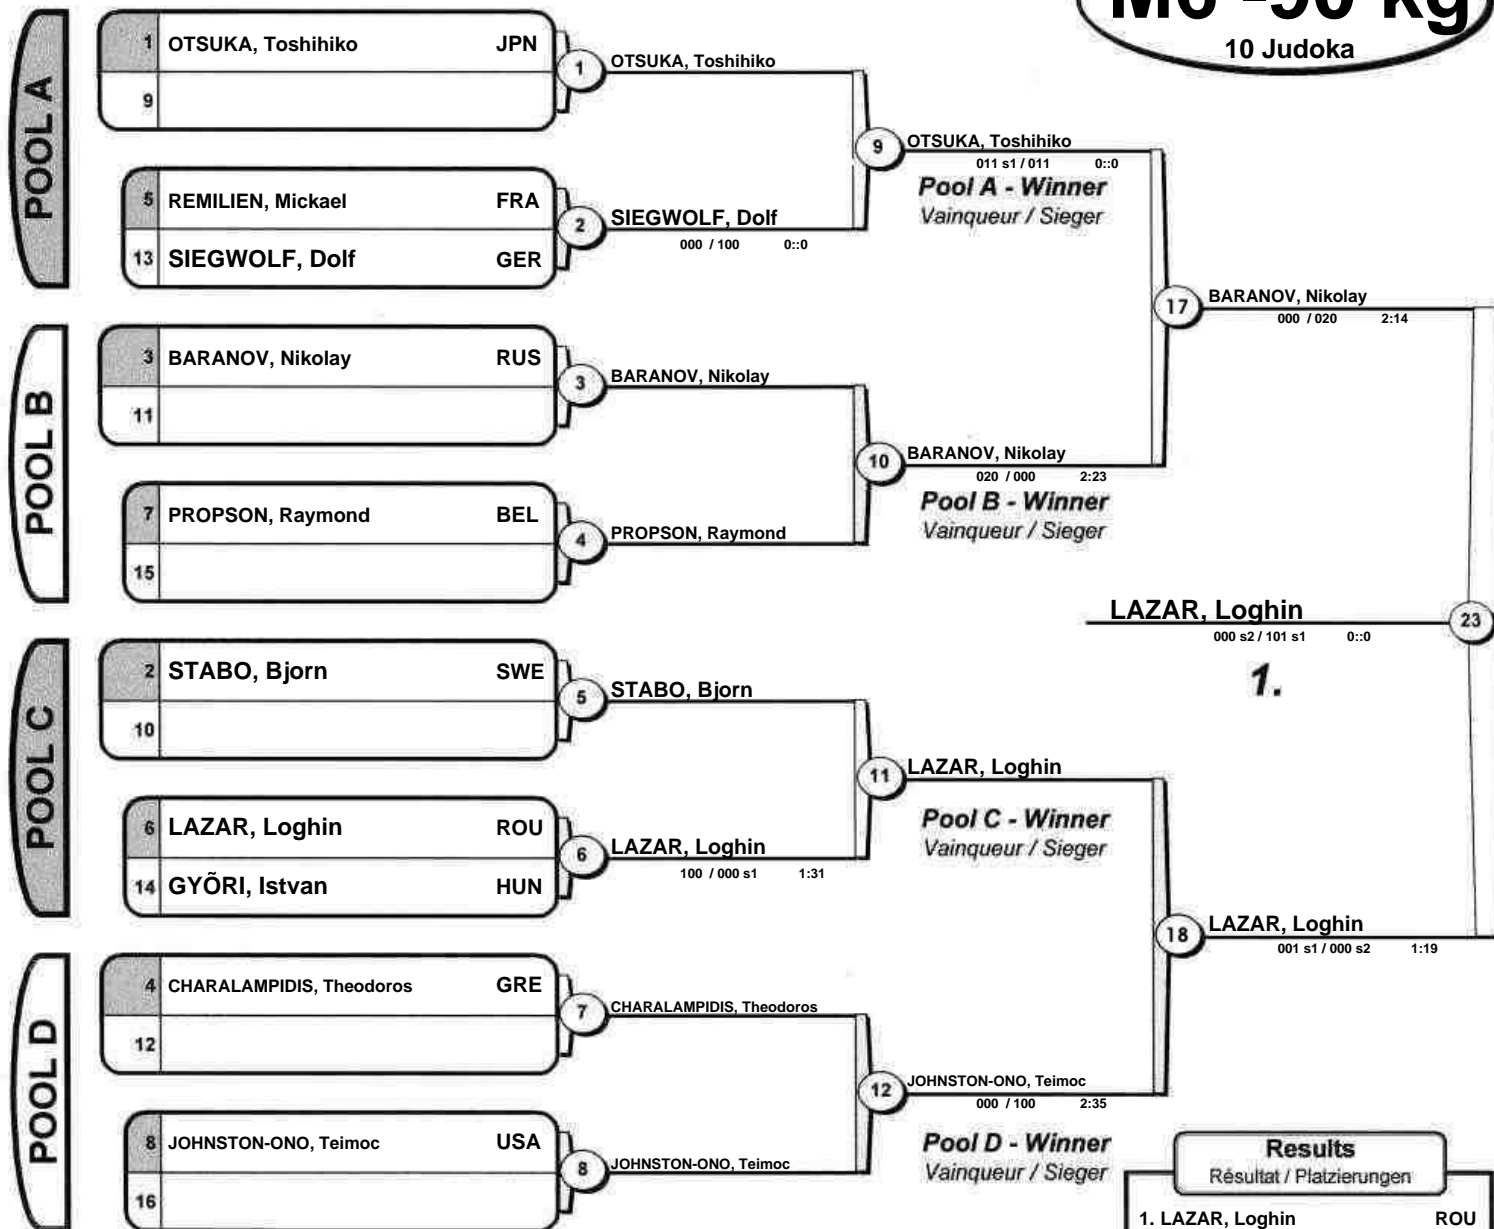 M6 -90 kg
10 Judoka
POOL A
1 OTSUKA, Toshihiko JPN
9
1 OTSUKA, Toshihiko
5 REMILIEN, Mickael FRA
13 SIEGWOLF, Dolf GER
2 SIEGWOLF, Dolf
000 / 100 0::0
9 OTSUKA, Toshihiko
011 s1 / 011 0::0
Pool A - Winner
Vainqueur / Sieger
POOL B
3 BARANOV, Nikolay RUS
11
3 BARANOV, Nikolay
7 PROPSON, Raymond BEL
15
4 PROPSON, Raymond
10 BARANOV, Nikolay
020 / 000 2:23
Pool B - Winner
Vainqueur / Sieger
17 BARANOV, Nikolay
000 / 020 2:14
LAZAR, Loghin 23
000 s2 / 101 s1 0::0
1.
POOL C
2 STABO, Bjorn SWE
10
5 STABO, Bjorn
6 LAZAR, Loghin ROU
14 GYÕRI, Istvan HUN
6 LAZAR, Loghin
100 / 000 s1 1:31
11 LAZAR, Loghin
Pool C - Winner
Vainqueur / Sieger
18 LAZAR, Loghin
001 s1 / 000 s2 1:19
POOL D
4 CHARALAMPIDIS, Theodoros GRE
12
7 CHARALAMPIDIS, Theodoros
8 JOHNSTON-ONO, Teimoc USA
16
8 JOHNSTON-ONO, Teimoc
12 JOHNSTON-ONO, Teimoc
000 / 100 2:35
Pool D - Winner
Vainqueur / Sieger
Results
Résultat / Platzierungen
1. LAZAR, Loghin ROU